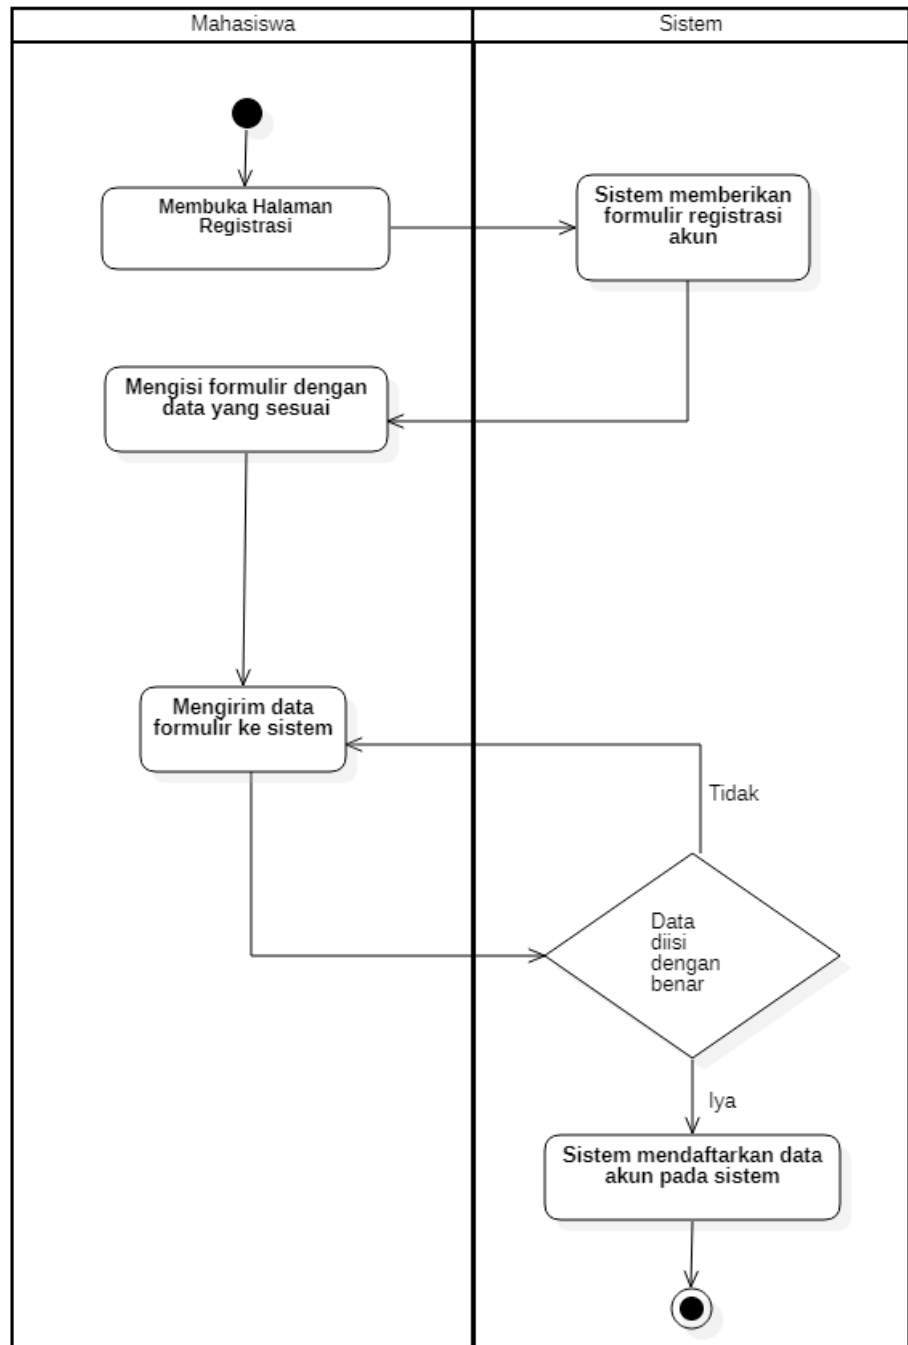 Mahasiswa
Sistem
Membuka Halaman
Registrasi
Sistem memberikan
formulir registrasi
akun
Mengisi formulir dengan
data yang sesuai
Mengirim data
formulir ke sistem
Tidak
Data
diisi
dengan
benar
Iya
Sistem mendaftarkan data
akun pada sistem